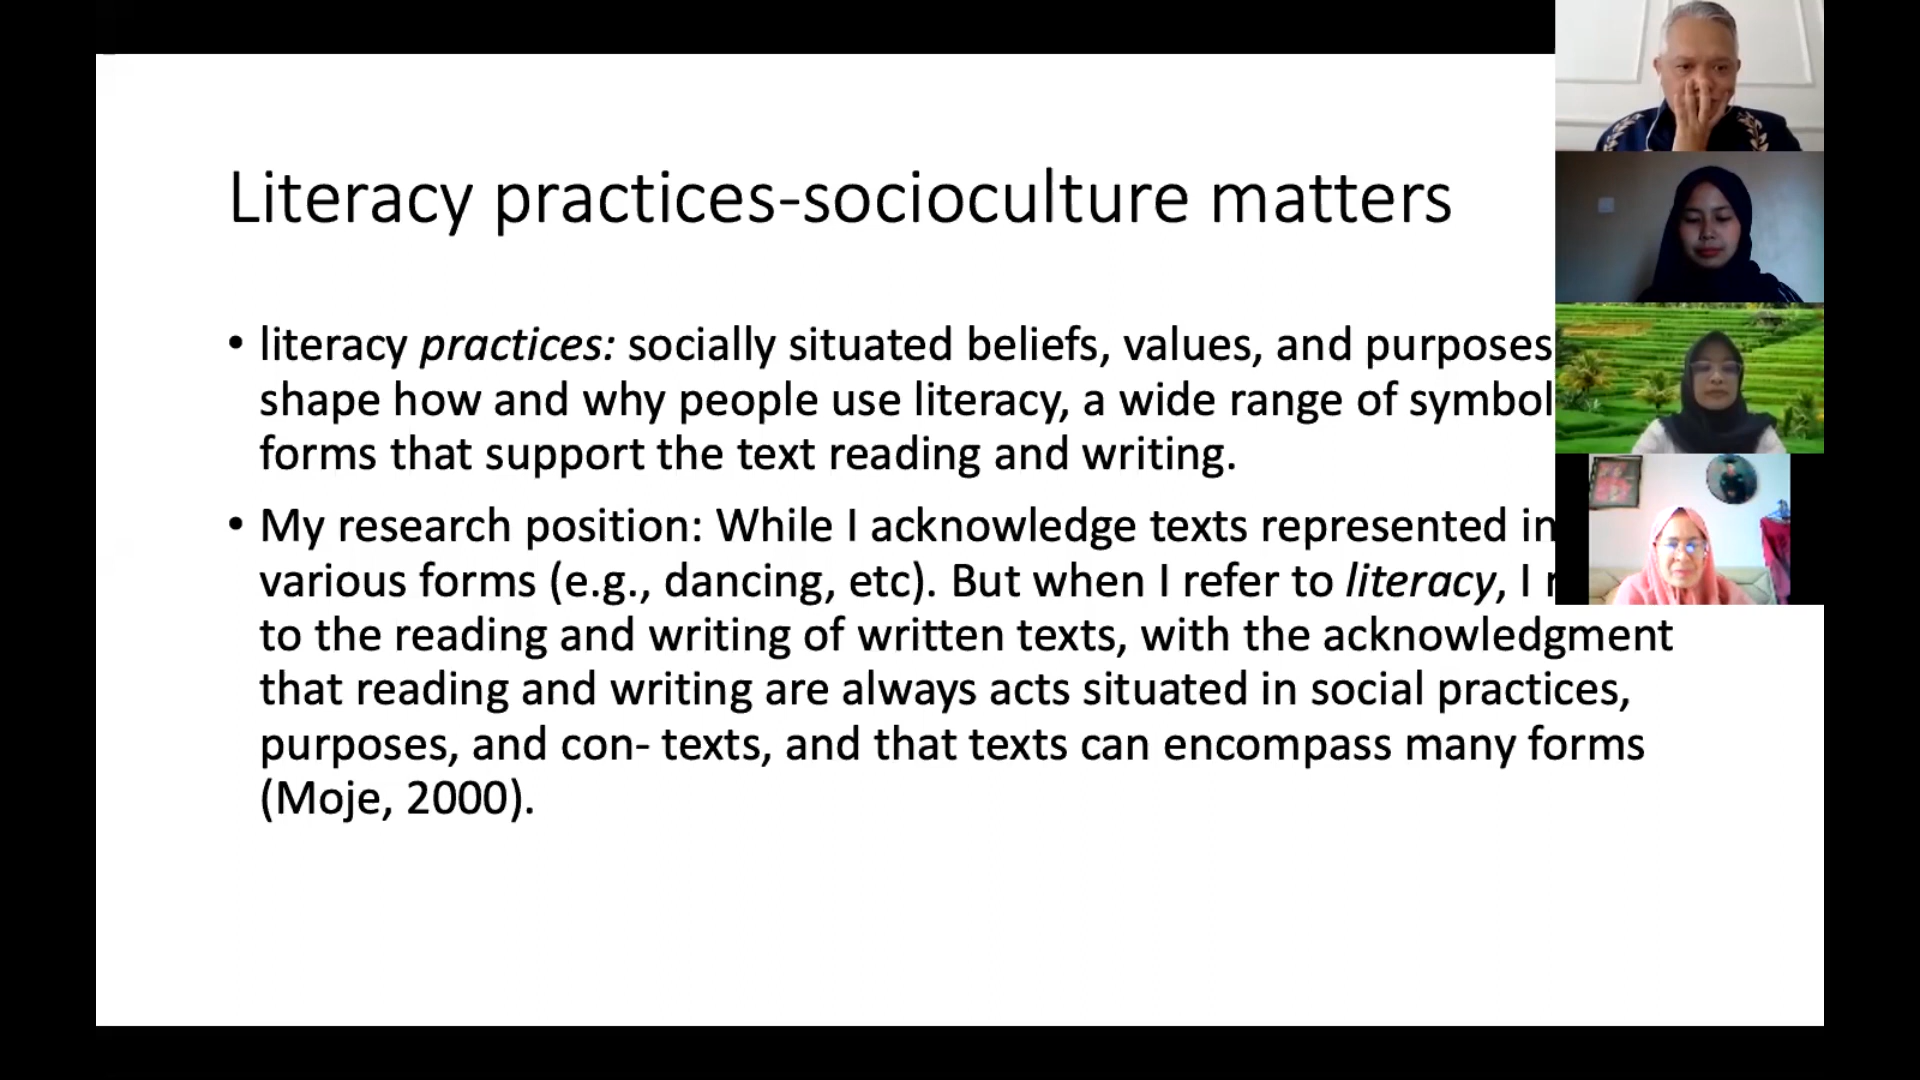 Literacy practices-socioculture matters
• literacy practices: socially situated beliefs, values, and purposes
shape how and why people use literacy, a wide range of symbol
forms that support the text reading and writing.
• My research position: While I acknowledge texts represented in
various forms (e.g., dancing, etc). But when I refer to literacy, I
to the reading and writing of written texts, with the acknowledgment
that reading and writing are always acts situated in social practices,
purposes, and con- texts, and that texts can encompass many forms
(Moje, 2000).